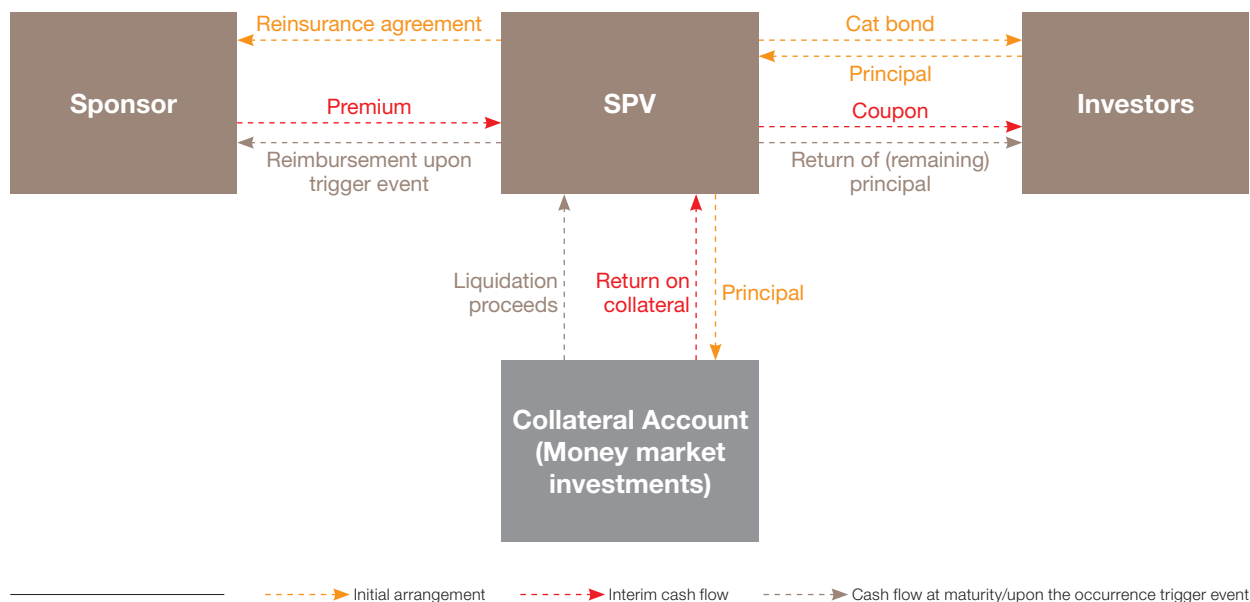 Reinsurance agreement
Cat bond
Principal
Sponsor
SPV
Investors
Premium
Coupon
Reimbursement upon
trigger event
Return of (remaining)
principal
Liquidation
proceeds
Return on
collateral
Principal
Collateral Account
(Money market
investments)
Initial arrangement
Interim cash flow
Cash flow at maturity/upon the occurrence trigger event